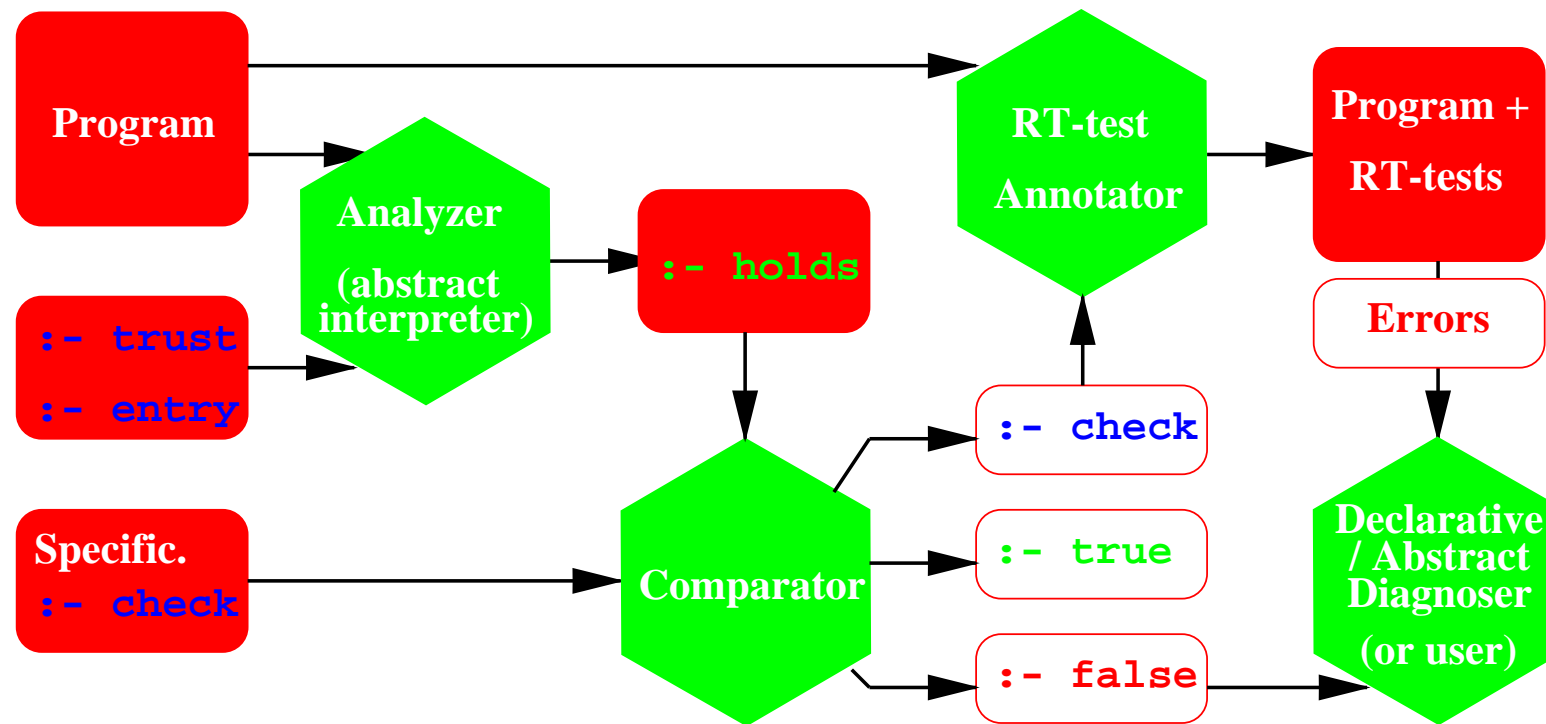 Program
:- trust
:- entry
Specific.
:- check
Analyzer
(abstract
interpreter)
:- holds
Comparator
RT-test
Annotator
:- check
:- true
:- false
Program +
RT-tests
Errors
Declarative
/ Abstract
Diagnoser
(or user)